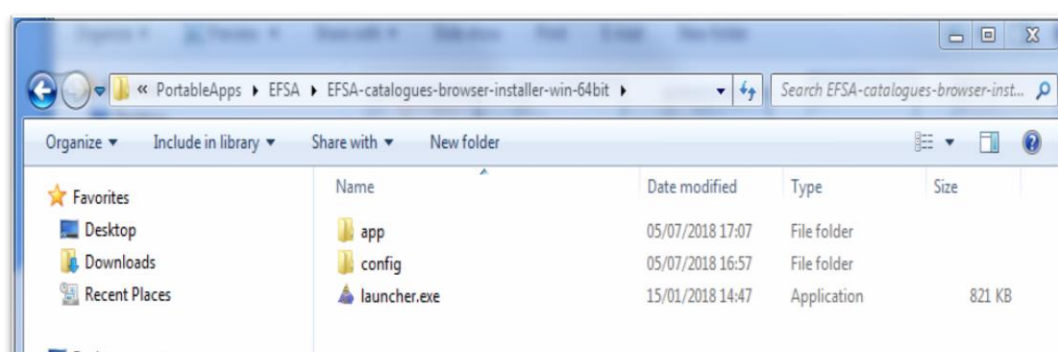 « PortableApps ▸ EFSA ▸ EFSA-catalogues-browser-installer-win-64bit ▸ Search EFSA-catalogues-browser-inst...
Organize ▾ Include in library ▾ Share with ▾ New folder
Name Date modified Type Size
Favorites
Desktop
Downloads
Recent Places
app 05/07/2018 17:07 File folder
config 05/07/2018 16:57 File folder
launcher.exe 15/01/2018 14:47 Application 821 KB